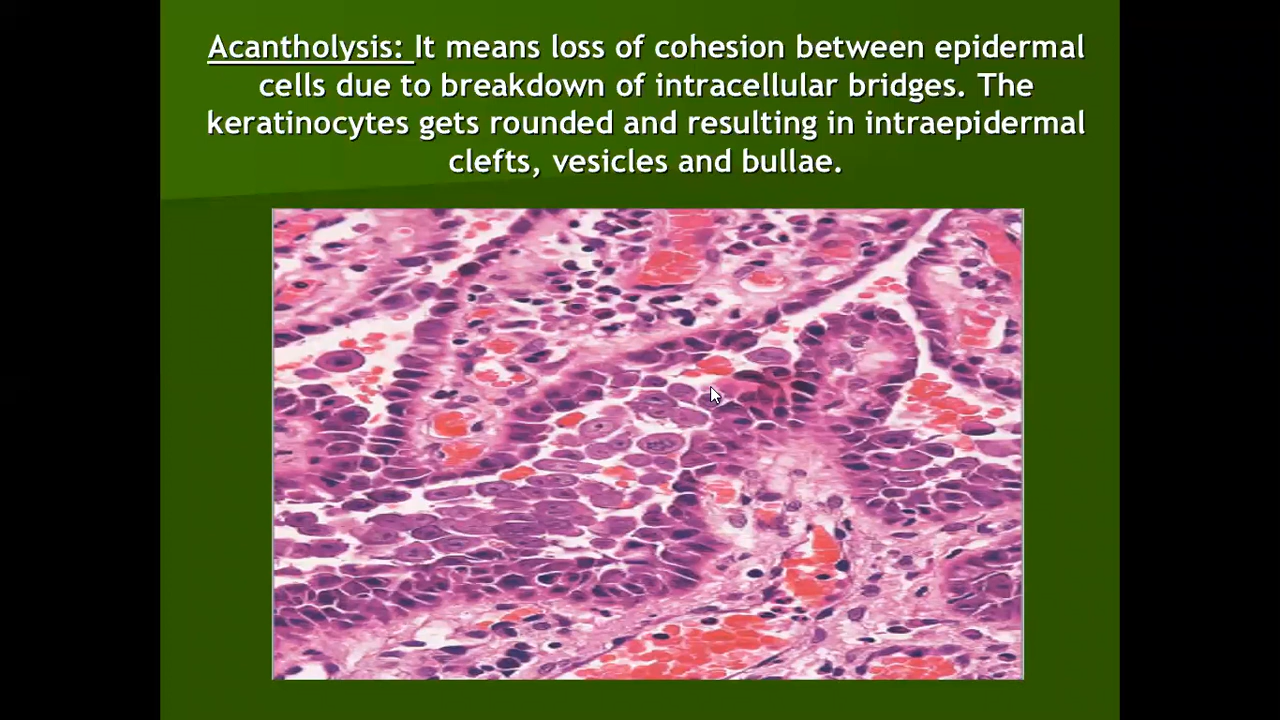 Acantholysis: It means loss of cohesion between epidermal
cells due to breakdown of intracellular bridges. The
keratinocytes gets rounded and resulting in intraepidermal
clefts, vesicles and bullae.